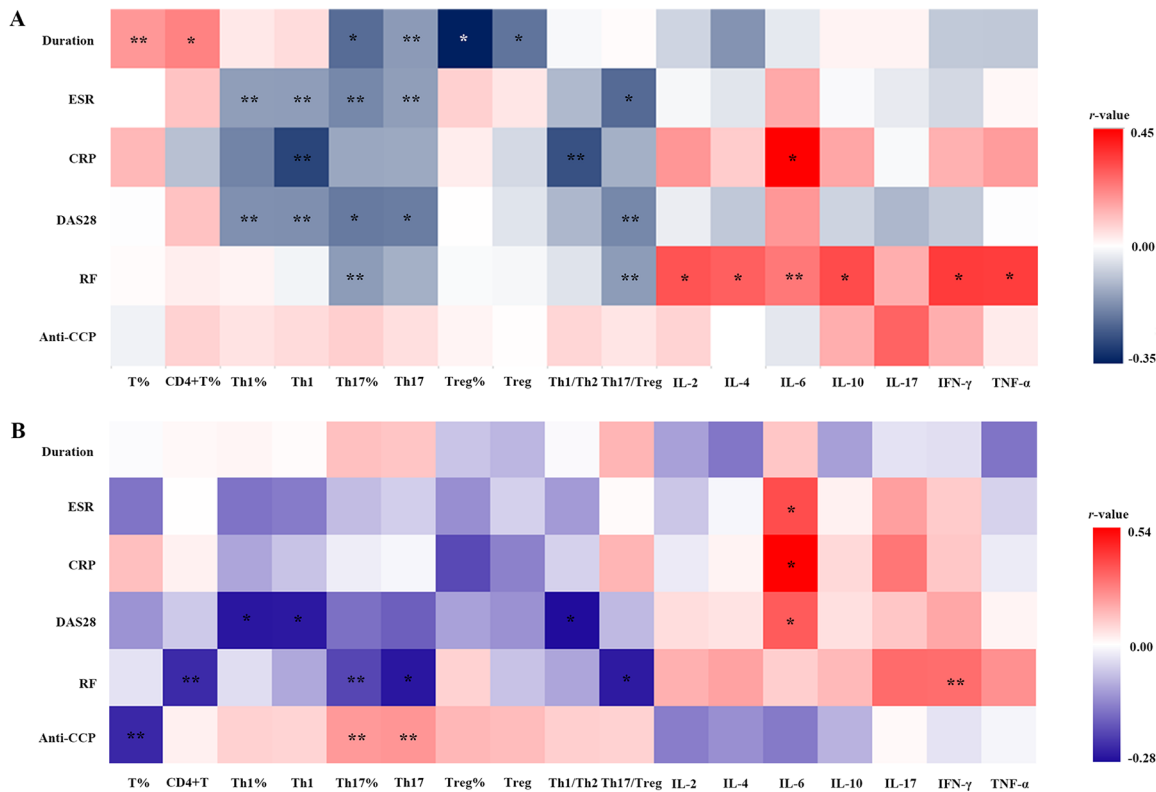 A
Duration ** * * ** * *
ESR ** ** ** ** *
r-value
0.45
CRP ** ** *
DAS28 ** ** * * **
0.00
RF ** ** * * ** * * *
Anti-CCP
-0.35
T% CD4+T% Th1% Th1 Th17% Th17 Treg% Treg Th1/Th2 Th17/Treg IL-2 IL-4 IL-6 IL-10 IL-17 IFN-γ TNF-α
B
Duration
ESR *
r-value
0.54
CRP *
DAS28 * * * *
0.00
RF ** ** * * **
Anti-CCP ** ** **
-0.28
T% CD4+T Th1% Th1 Th17% Th17 Treg% Treg Th1/Th2 Th17/Treg IL-2 IL-4 IL-6 IL-10 IL-17 IFN-γ TNF-α